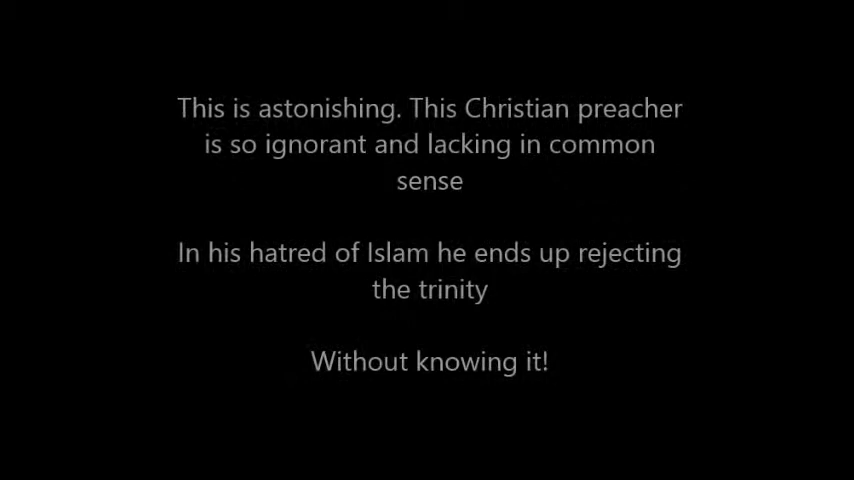 This is astonishing. This Christian preacher
is so ignorant and lacking in common
sense
In his hatred of Islam he ends up rejecting
the trinity
Without knowing it!